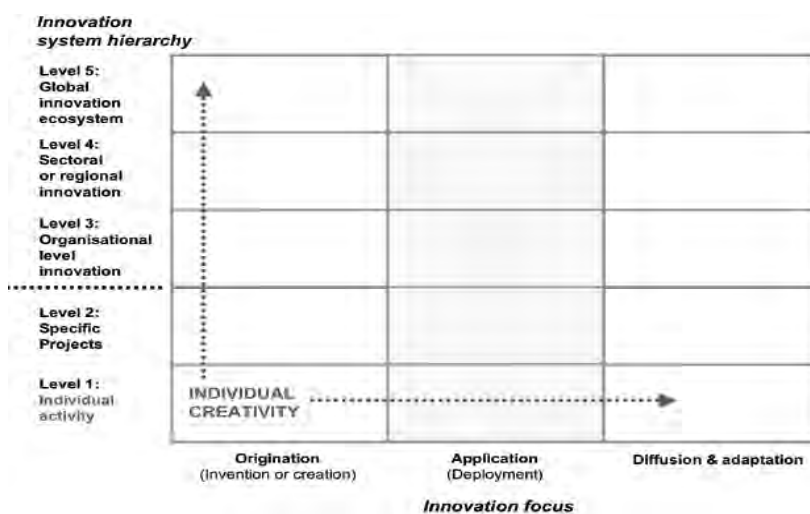 Innovation
system hierarchy
Level 5:
Global
innovation
ecosystem
Level 4:
Sectoral
or regional
innovation
Level 3:
Organisational
level
innovation
Level 2:
Specific
Projects
Level 1:
Individual
activity
INDIVIDUAL
CREATIVITY
Origination
(Invention or creation)
Application
(Deployment)
Diffusion & adaptation
Innovation focus